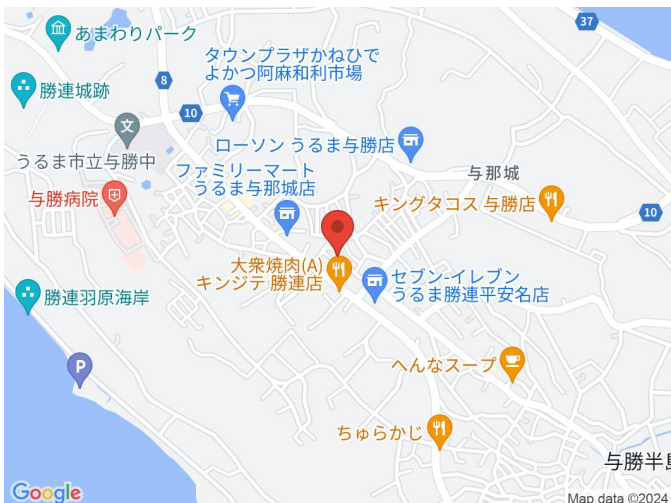 あまわりパーク
37
タウンプラザかねひで
よかつ阿麻和利市場
8
勝連城跡
10
文
うるま市立与勝中
ローソン うるま与勝店
与那城
ファミリーマート
うるま与那城店
与勝病院
キングタコス 与勝店
10
大衆焼肉(A)
キンジテ 勝連店
セブン-イレブン
うるま勝連平安名店
勝連羽原海岸
P
へんなスープ
ちゅらかじ
与勝半島
Google
Map data ©2024